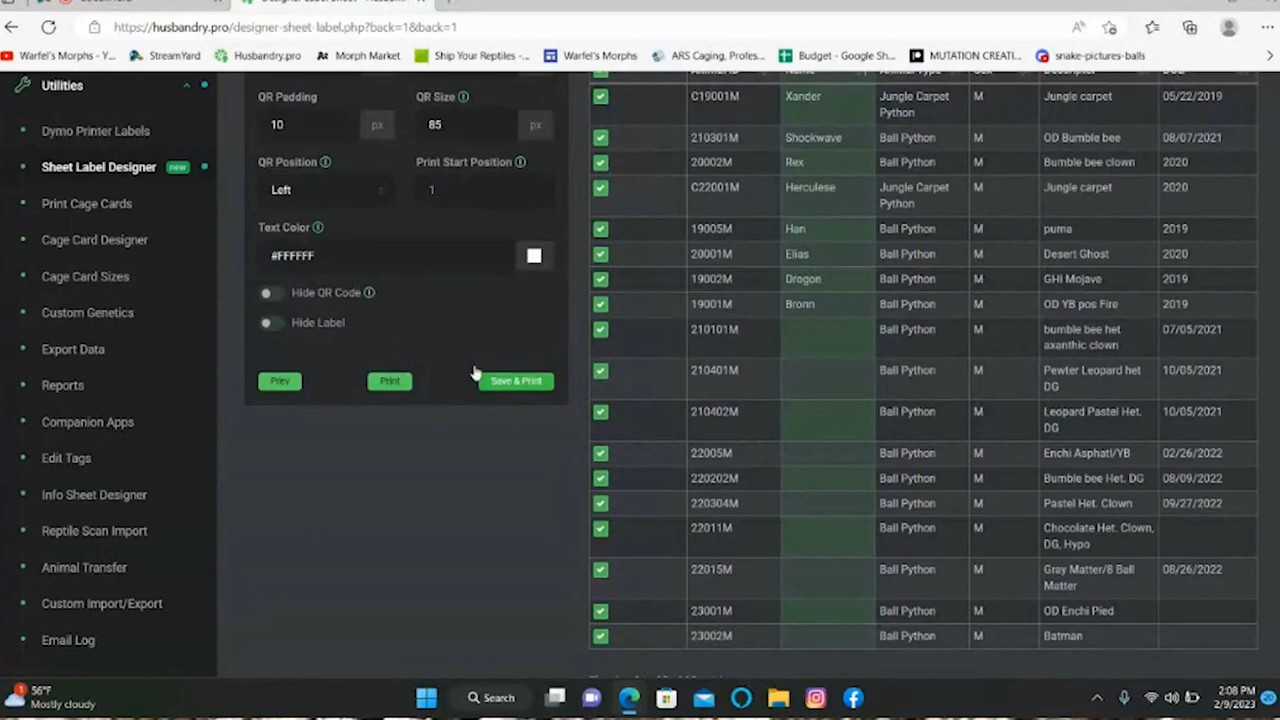 https://husbandry.pro/designer-sheet-label.php?back=1&back=1
Warfel's Morphs - Y... StreamYard Husbandry.pro Morph Market Ship Your Reptiles -... Warfel's Morphs ARS Caging, Profes... Budget - Google Sh... MUTATION CREATI... snake-pictures-balls
Utilities
Dymo Printer Labels
Sheet Label Designer new
Print Cage Cards
Cage Card Designer
Cage Card Sizes
Custom Genetics
Export Data
Reports
Companion Apps
Edit Tags
Info Sheet Designer
Reptile Scan Import
Animal Transfer
Custom Import/Export
Email Log
QR Padding QR Size
10 px 85 px
QR Position Print Start Position
Left 1
Text Color
#FFFFFF
Hide QR Code
Hide Label
Prev Print Save & Print
C19001M Xander Jungle Carpet M Jungle carpet 05/22/2019
Python
210301M Shockwave Ball Python M OD Bumble bee 08/07/2021
20002M Rex Ball Python M Bumble bee clown 2020
C22001M Herculese Jungle Carpet M Jungle carpet 2020
Python
19005M Han Ball Python M puma 2019
20001M Elias Ball Python M Desert Ghost 2020
19002M Drogon Ball Python M GHI Mojave 2019
19001M Bronn Ball Python M OD YB pos Fire 2019
210101M Ball Python M bumble bee het 07/05/2021
axanthic clown
210401M Ball Python M Pewter Leopard het 10/05/2021
DG
210402M Ball Python M Leopard Pastel Het. 10/05/2021
DG
22005M Ball Python M Enchi Asphatl/YB 02/26/2022
220202M Ball Python M Bumble bee Het. DG 08/09/2022
220304M Ball Python M Pastel Het. Clown 09/27/2022
22011M Ball Python M Chocolate Het. Clown,
DG, Hypo
22015M Ball Python M Gray Matter/8 Ball 08/26/2022
Matter
23001M Ball Python M OD Enchi Pied
23002M Ball Python M Batman
1
56°F
Mostly cloudy
Search
2:08 PM
2/9/2023